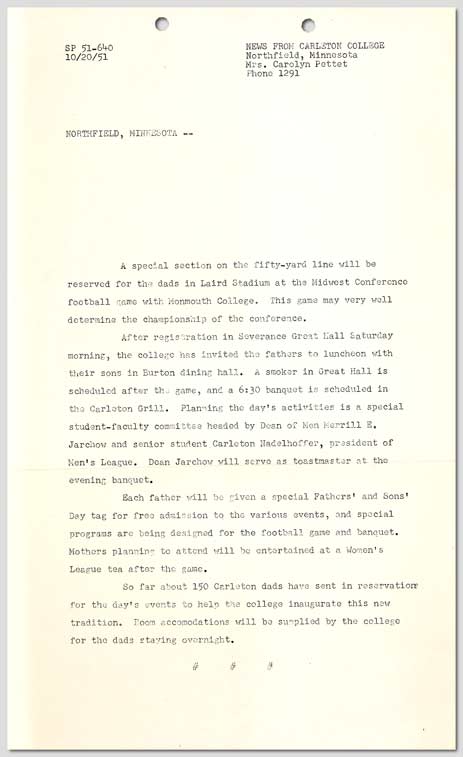 SP 51-640
10/20/51
NEWS FROM CARLETON COLLEGE
Northfield, Minnesota
Mrs. Carolyn Pettet
Phone 1291
NORTHFIELD, MINNESOTA --
A special section on the fifty-yard line will be
reserved for the dads in Laird Stadium at the Midwest Conference
football game with Monmouth College. This game may very well
determine the championship of the conference.
After registration in Severance Great Hall Saturday
morning, the college has invited the fathers to luncheon with
their sons in Burton dining hall. A smoker in Great Hall is
scheduled after the game, and a 6:30 banquet is scheduled in
the Carleton Grill. Planning the day's activities is a special
student-faculty committee headed by Dean of Men Merrill E.
Jarchow and senior student Carleton Nadelhoffer, president of
Men's League. Dean Jarchow will serve as toastmaster at the
evening banquet.
Each father will be given a special Fathers' and Sons'
Day tag for free admission to the various events, and special
programs are being designed for the football game and banquet.
Mothers planning to attend will be entertained at a Women's
League tea after the game.
So far about 150 Carleton dads have sent in reservations
for the day's events to help the college inaugurate this new
tradition. Room accomodations will be supplied by the college
for the dads staying overnight.
# # #